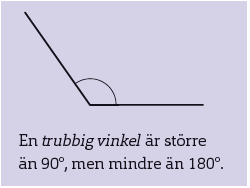 En trubbig vinkel är större
än 90°, men mindre än 180°.